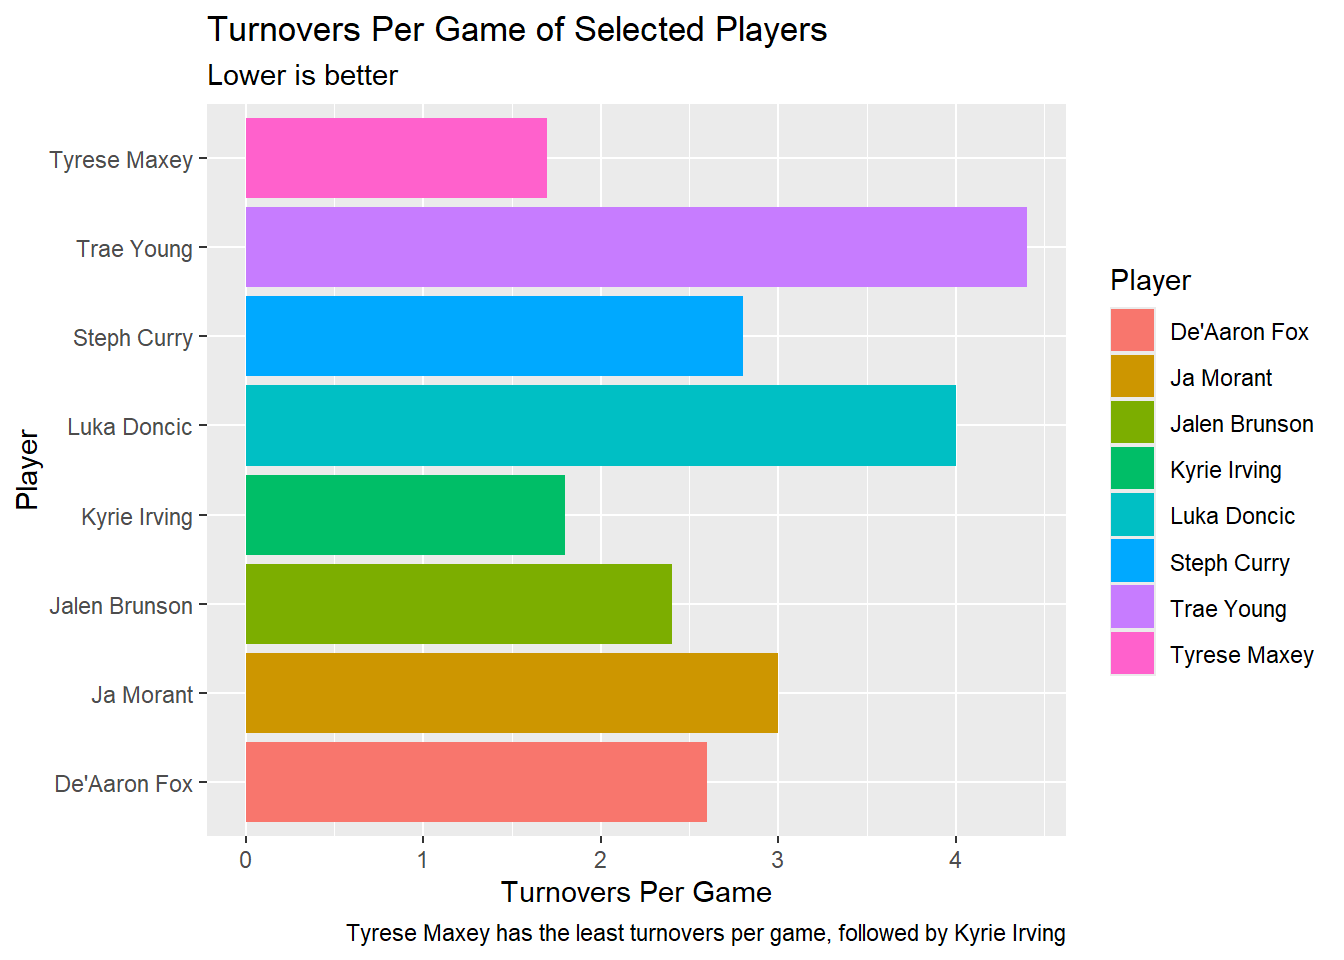 Turnovers Per Game of Selected Players
Lower is better
Tyrese Maxey
Trae Young
Steph Curry
Luka Doncic
Kyrie Irving
Jalen Brunson
Ja Morant
De'Aaron Fox
Player
0 1 2 3 4
Turnovers Per Game
Tyrese Maxey has the least turnovers per game, followed by Kyrie Irving
Player
De'Aaron Fox
Ja Morant
Jalen Brunson
Kyrie Irving
Luka Doncic
Steph Curry
Trae Young
Tyrese Maxey